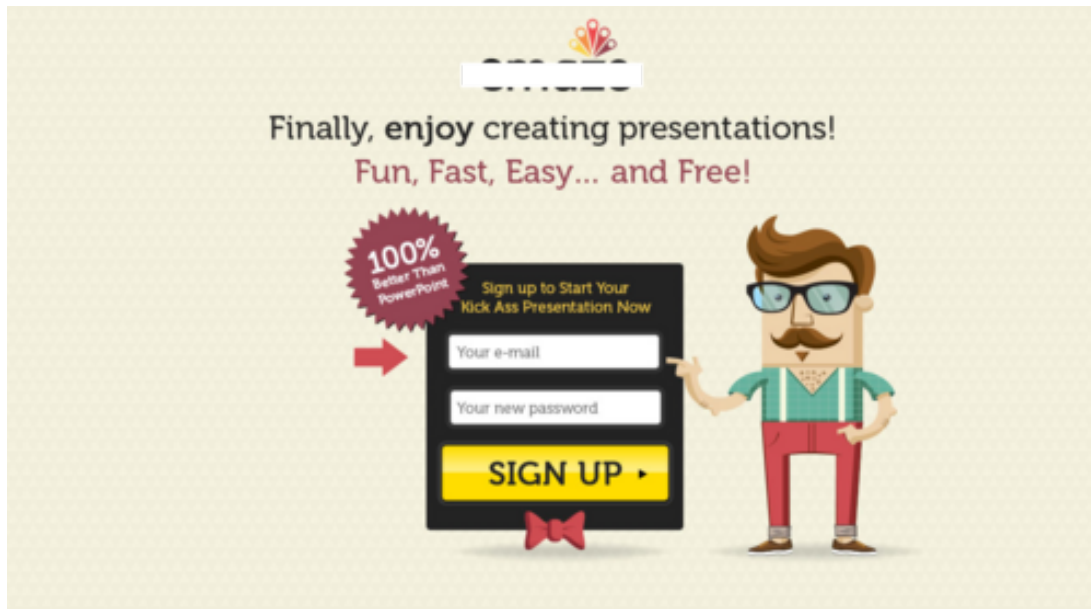 Finally, enjoy creating presentations!
Fun, Fast, Easy... and Free!
100%
Better Than
PowerPoint
Sign up to Start Your
Kick Ass Presentation Now
Your e-mail
Your new password
SIGN UP